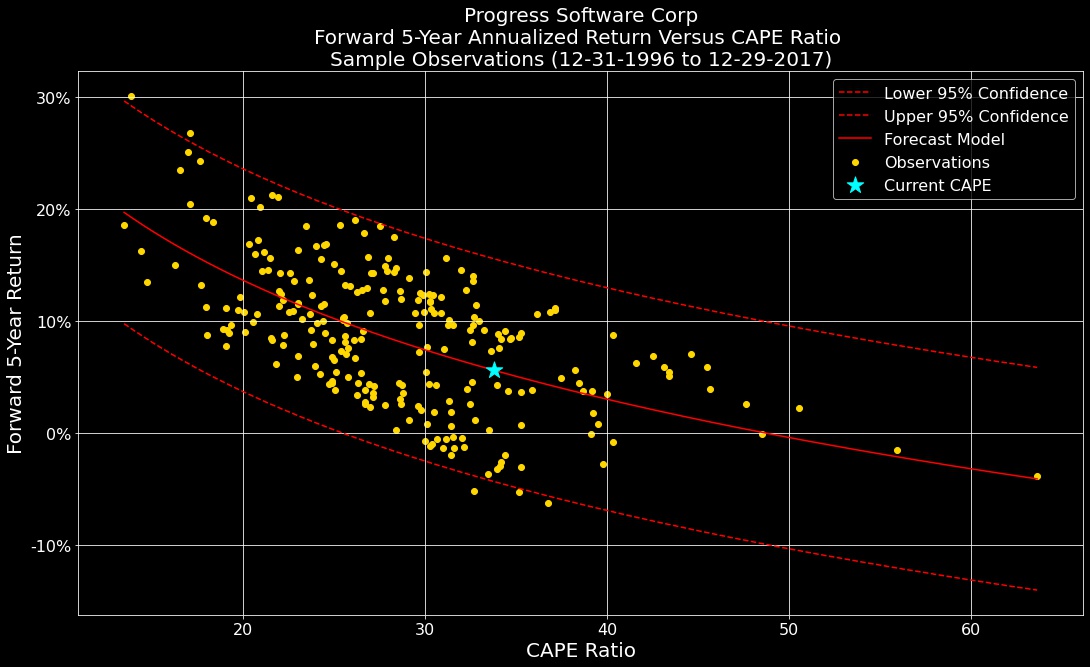 Progress Software Corp
Forward 5-Year Annualized Return Versus CAPE Ratio
Sample Observations (12-31-1996 to 12-29-2017)
Lower 95% Confidence
Upper 95% Confidence
Forecast Model
Observations
Current CAPE
Forward 5-Year Return
30%
20%
10%
0%
-10%
20 30 40 50 60
CAPE Ratio